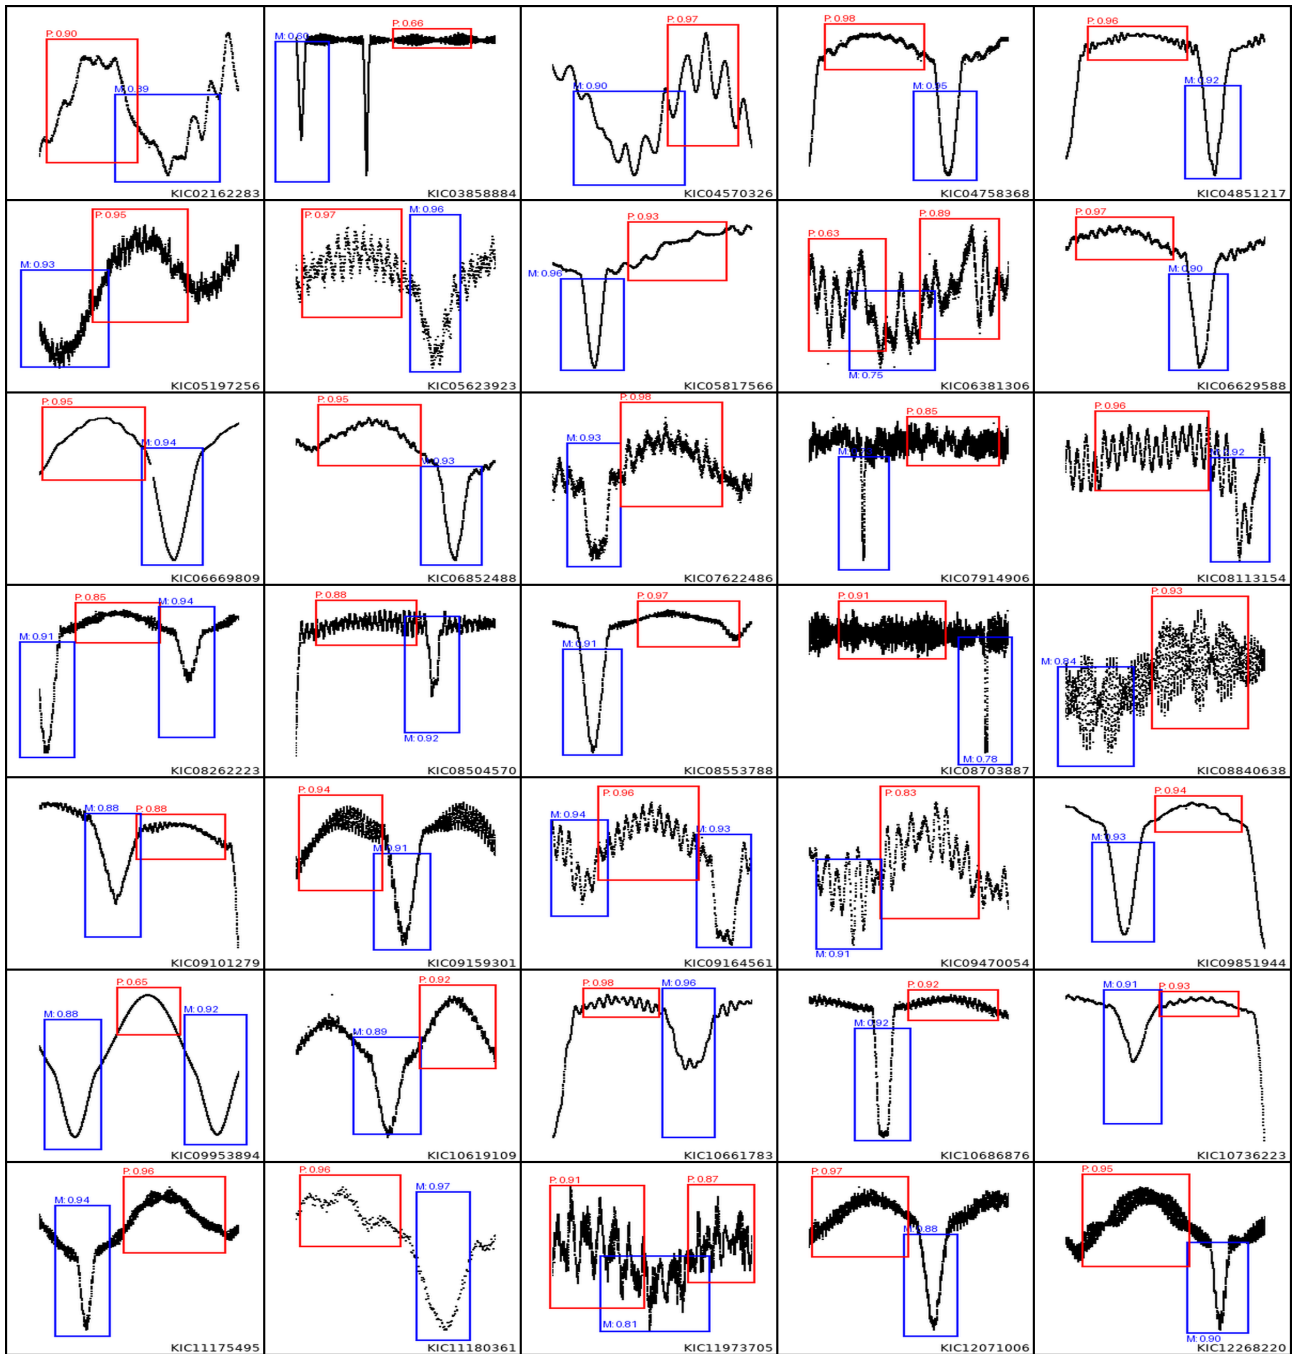 P: 0.90
M: 0.89
KIC02162283
M: 0.60
P: 0.66
KIC03858884
P: 0.97
M: 0.90
KIC04570326
P: 0.98
M: 0.95
KIC04758368
P: 0.96
M: 0.92
KIC04851217
P: 0.95
M: 0.93
KIC05197256
P: 0.97
M: 0.96
KIC05623923
P: 0.93
M: 0.96
KIC05817566
P: 0.63
P: 0.89
M: 0.75
KIC06381306
P: 0.97
M: 0.90
KIC06629588
P: 0.95
M: 0.94
KIC06669809
P: 0.95
M: 0.93
KIC06852488
P: 0.98
M: 0.93
KIC07622486
P: 0.85
KIC07914906
P: 0.96
M: 0.92
KIC08113154
P: 0.85
M: 0.94
M: 0.91
KIC08262223
P: 0.88
M: 0.92
KIC08504570
P: 0.97
M: 0.91
KIC08553788
P: 0.91
M: 0.78
KIC08703887
P: 0.93
M: 0.84
KIC08840638
M: 0.88
P: 0.88
KIC09101279
P: 0.94
M: 0.91
KIC09159301
P: 0.96
M: 0.94
M: 0.93
KIC09164561
P: 0.83
M: 0.91
KIC09470054
P: 0.94
M: 0.93
KIC09851944
P: 0.65
M: 0.88
M: 0.92
KIC09953894
P: 0.92
M: 0.89
KIC10619109
P: 0.98
M: 0.96
KIC10661783
P: 0.92
M: 0.92
KIC10686876
M: 0.91
P: 0.93
KIC10736223
P: 0.96
M: 0.94
KIC11175495
P: 0.96
M: 0.97
KIC11180361
P: 0.91
P: 0.87
M: 0.81
KIC11973705
P: 0.97
M: 0.88
KIC12071006
P: 0.95
M: 0.90
KIC12268220